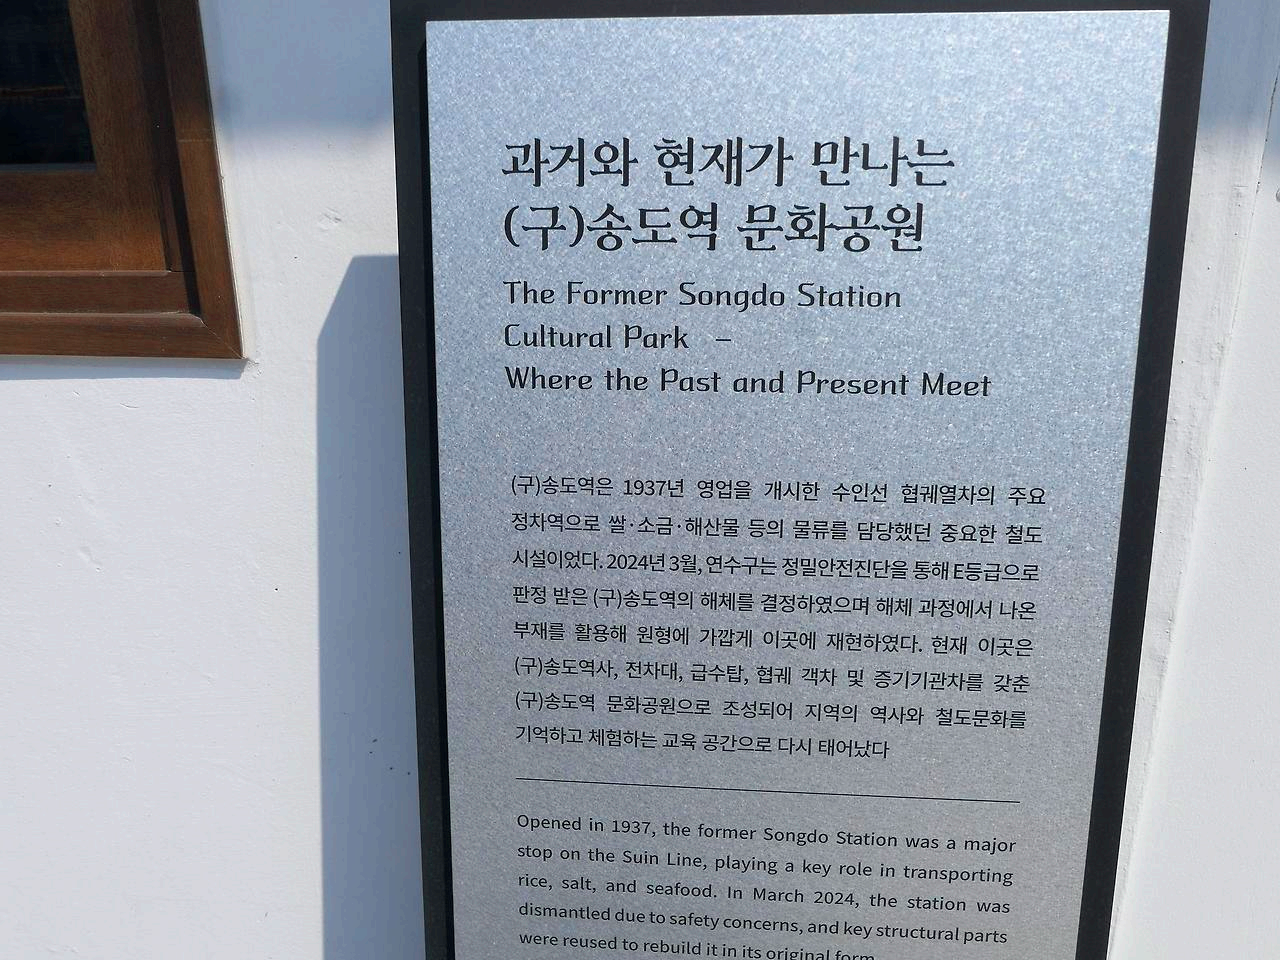 과거와 현재가 만나는
(구)송도역 문화공원
The Former Songdo Station
Cultural Park –
Where the Past and Present Meet
(구)송도역은 1937년 영업을 개시한 수인선 협궤열차의 주요
정차역으로 쌀·소금·해산물 등의 물류를 담당했던 중요한 철도
시설이었다. 2024년 3월, 연수구는 정밀안전진단을 통해 E등급으로
판정 받은 (구)송도역의 해체를 결정하였으며 해체 과정에서 나온
부재를 활용해 원형에 가깝게 이곳에 재현하였다. 현재 이곳은
(구)송도역사, 전차대, 급수탑, 협궤 객차 및 증기기관차를 갖춘
(구)송도역 문화공원으로 조성되어 지역의 역사와 철도문화를
기억하고 체험하는 교육 공간으로 다시 태어났다
Opened in 1937, the former Songdo Station was a major
stop on the Suin Line, playing a key role in transporting
rice, salt, and seafood. In March 2024, the station was
dismantled due to safety concerns, and key structural parts
were reused to rebuild it in its original form.